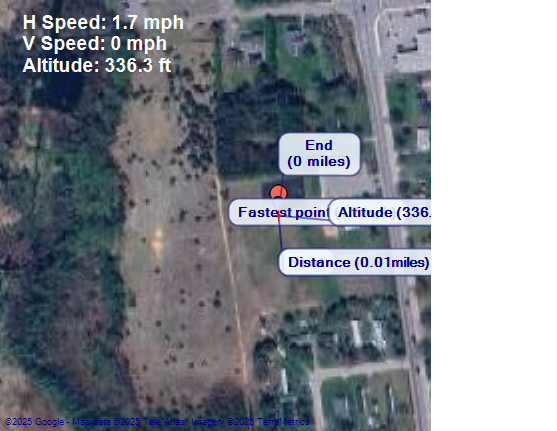 H Speed: 1.7 mph
V Speed: 0 mph
Altitude: 336.3 ft
End
(0 miles)
Fastest point
Altitude (336.
Distance (0.01miles)
©2025 Google - Map data ©2025 Tele Atlas, Imagery ©2025 TerraMetrics